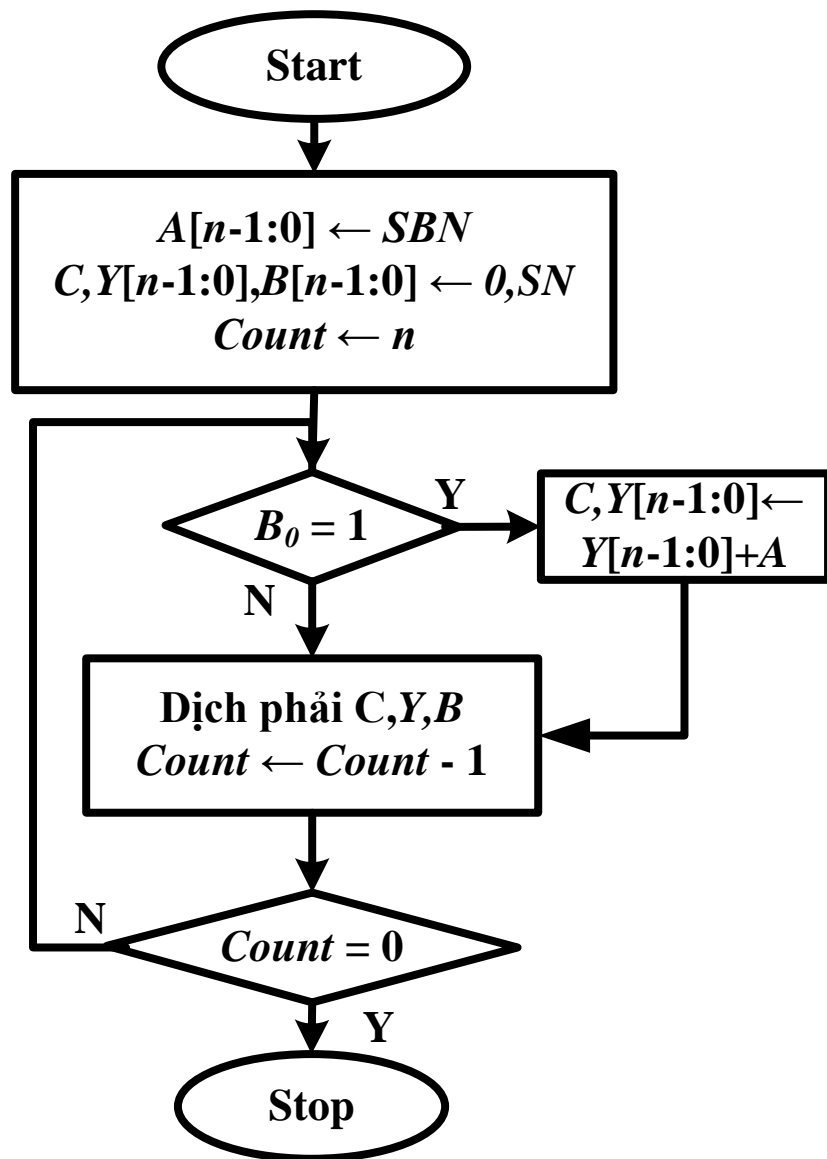 Start
A[n-1:0] ← SBN
C,Y[n-1:0],B[n-1:0] ← 0,SN
Count ← n
B₀ = 1
Y
C,Y[n-1:0]←
Y[n-1:0]+A
N
Dịch phải C,Y,B
Count ← Count - 1
N
Count = 0
Y
Stop